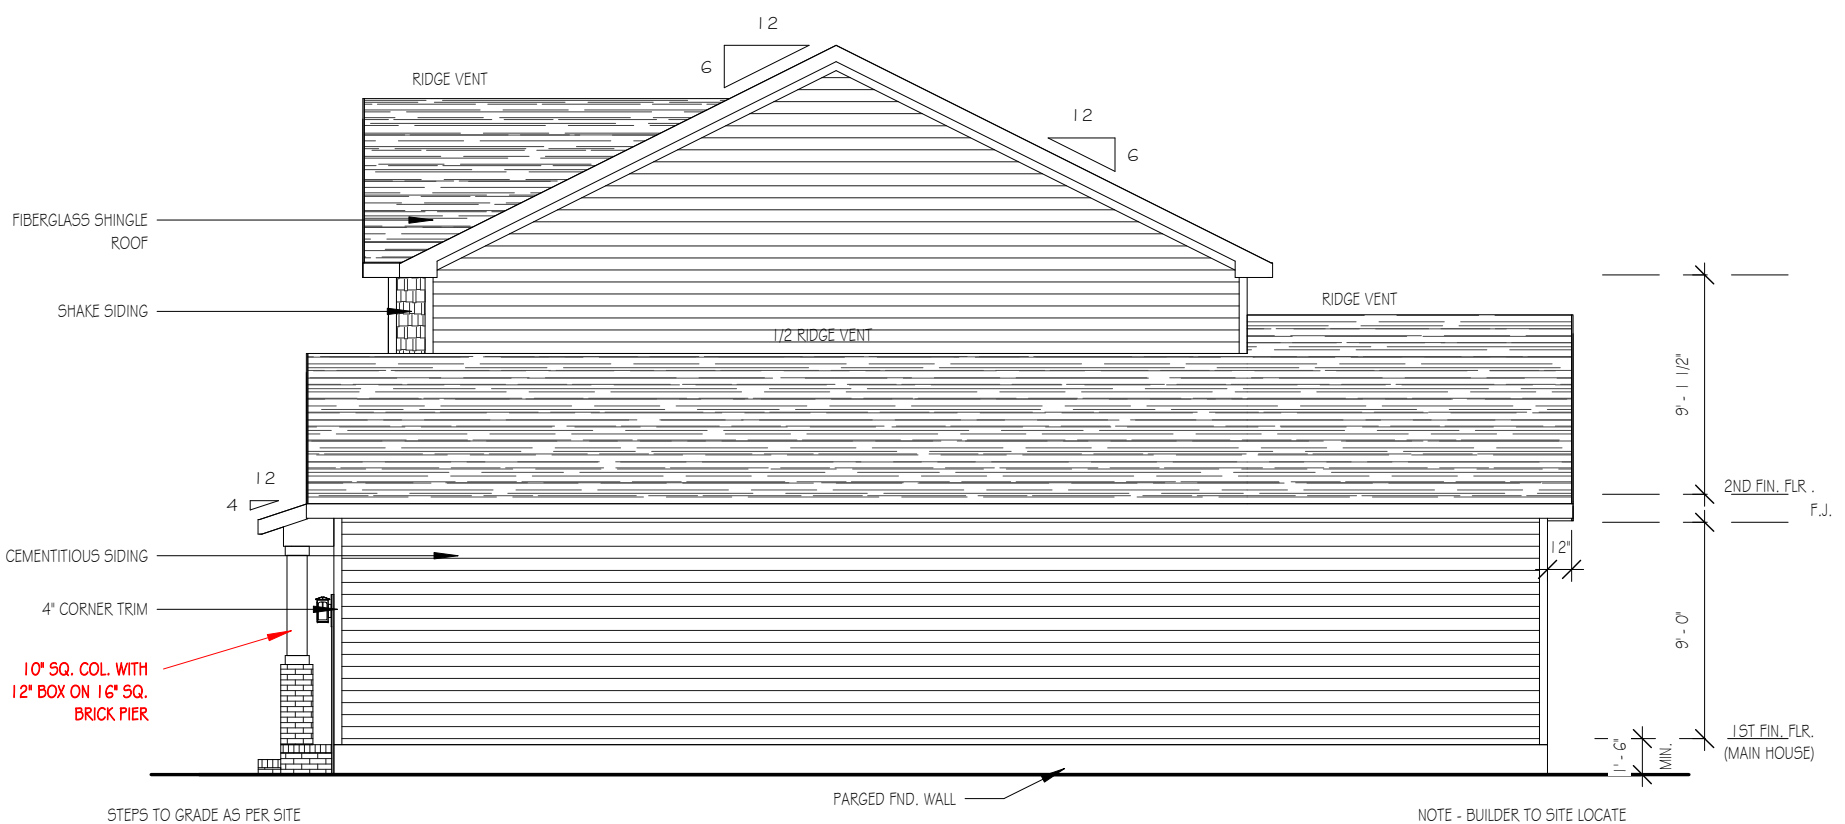 12
6
RIDGE VENT
12
6
FIBERGLASS SHINGLE
ROOF
SHAKE SIDING
RIDGE VENT
1/2 RIDGE VENT
9' - 1 1/2"
12
4
2ND FIN. FLR .
F.J.
CEMENTITIOUS SIDING
12"
4" CORNER TRIM
9' - 0"
10" SQ. COL. WITH
12" BOX ON 16" SQ.
BRICK PIER
1ST FIN. FLR.
(MAIN HOUSE)
1' - 6"
MIN.
PARGED FND. WALL
STEPS TO GRADE AS PER SITE
NOTE - BUILDER TO SITE LOCATE